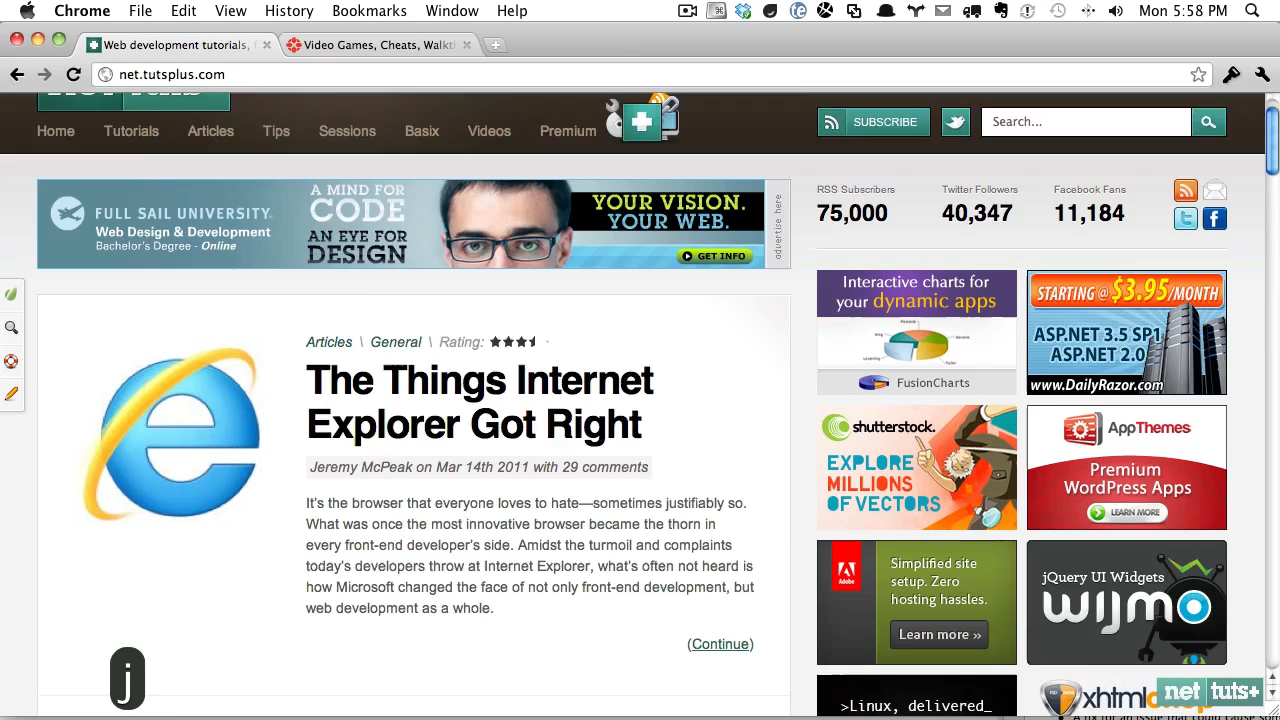 Chrome File Edit View History Bookmarks Window Help Mon 5:58 PM
Web development tutorials, Video Games, Cheats, Walkt
net.tutsplus.com
Home Tutorials Articles Tips Sessions Basix Videos Premium
SUBSCRIBE
Search...
FULL SAIL UNIVERSITY.
Web Design & Development
Bachelor's Degree - Online
A MIND FOR
CODE
AN EYE FOR
DESIGN
YOUR VISION.
YOUR WEB.
GET INFO
advertise here
RSS Subscribers Twitter Followers Facebook Fans
75,000 40,347 11,184
Articles \ General \ Rating:
The Things Internet
Explorer Got Right
Jeremy McPeak on Mar 14th 2011 with 29 comments
It's the browser that everyone loves to hate—sometimes justifiably so.
What was once the most innovative browser became the thorn in
every front-end developer's side. Amidst the turmoil and complaints
today's developers throw at Internet Explorer, what's often not heard is
how Microsoft changed the face of not only front-end development, but
web development as a whole.
(Continue)
j
Interactive charts for
your dynamic apps
FusionCharts
STARTING @ $3.95/MONTH
ASP.NET 3.5 SP1
ASP.NET 2.0
www.DailyRazor.com
shutterstock.
EXPLORE
MILLIONS
OF VECTORS
AppThemes
Premium
WordPress Apps
LEARN MORE
Adobe
Simplified site
setup. Zero
hosting hassles.
Learn more »
jQuery UI Widgets
wijmo
>Linux, delivered_
net tuts+